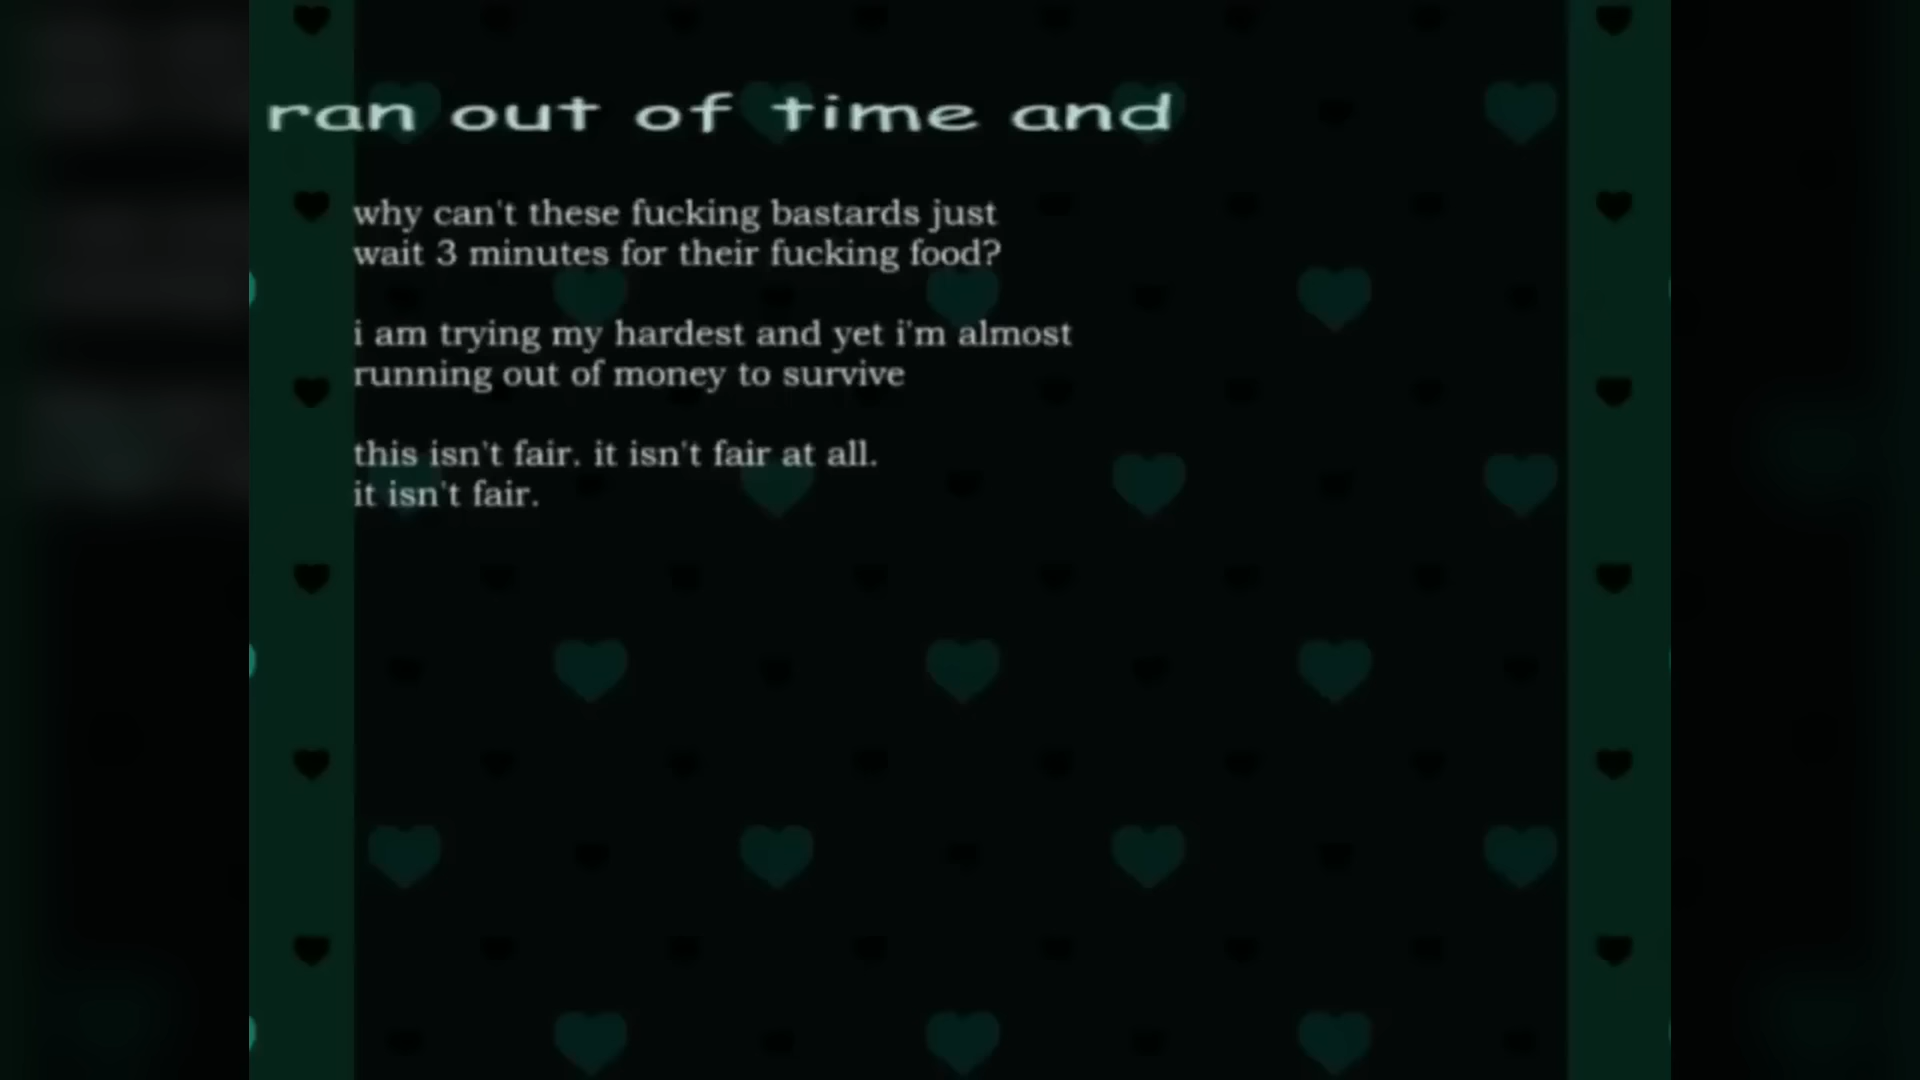 ran out of time and
why can't these fucking bastards just
wait 3 minutes for their fucking food?
i am trying my hardest and yet i'm almost
running out of money to survive
this isn't fair. it isn't fair at all.
it isn't fair.